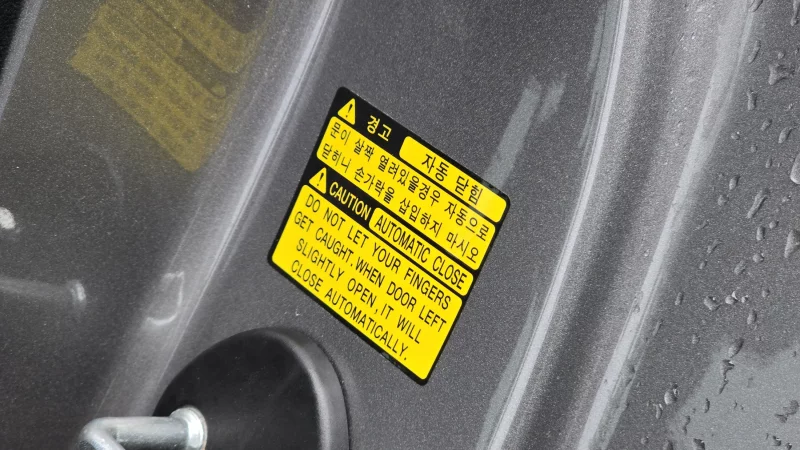 경고 자동 닫힘
문이 살짝 열려있을경우 자동으로
닫히니 손가락을 삽입하지 마시오
CAUTION AUTOMATIC CLOSE
DO NOT LET YOUR FINGERS
GET CAUGHT.WHEN DOOR LEFT
SLIGHTLY OPEN,IT WILL
CLOSE AUTOMATICALLY.